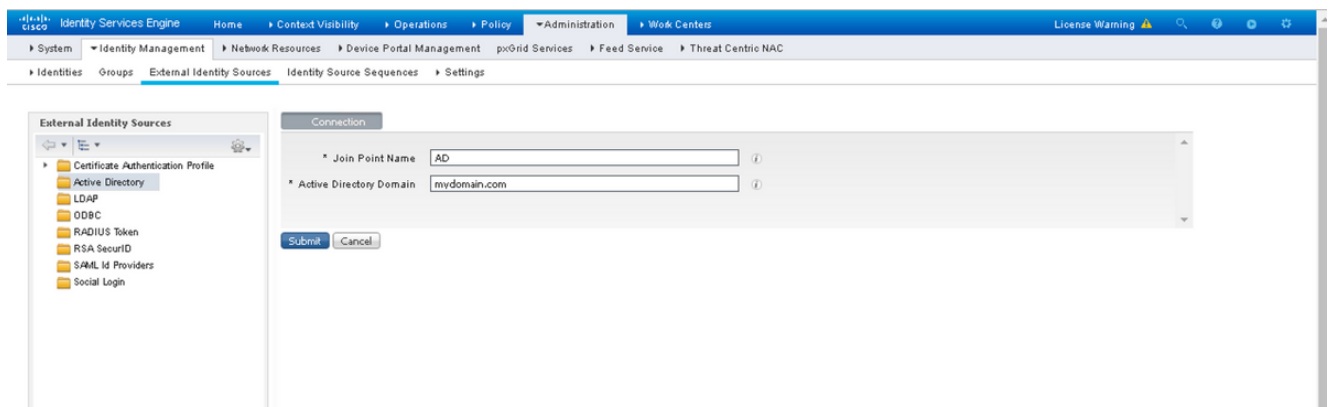 cisco Identity Services Engine Home Context Visibility Operations Policy Administration Work Centers License Warning
System Identity Management Network Resources Device Portal Management pxGrid Services Feed Service Threat Centric NAC
Identities Groups External Identity Sources Identity Source Sequences Settings
External Identity Sources
Certificate Authentication Profile
Active Directory
LDAP
ODBC
RADIUS Token
RSA SecurID
SAML Id Providers
Social Login
Connection
* Join Point Name AD
* Active Directory Domain mydomain.com
Submit Cancel